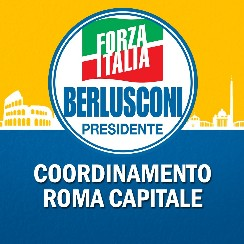 FORZA
ITALIA
BERLUSCONI
PRESIDENTE
COORDINAMENTO
ROMA CAPITALE